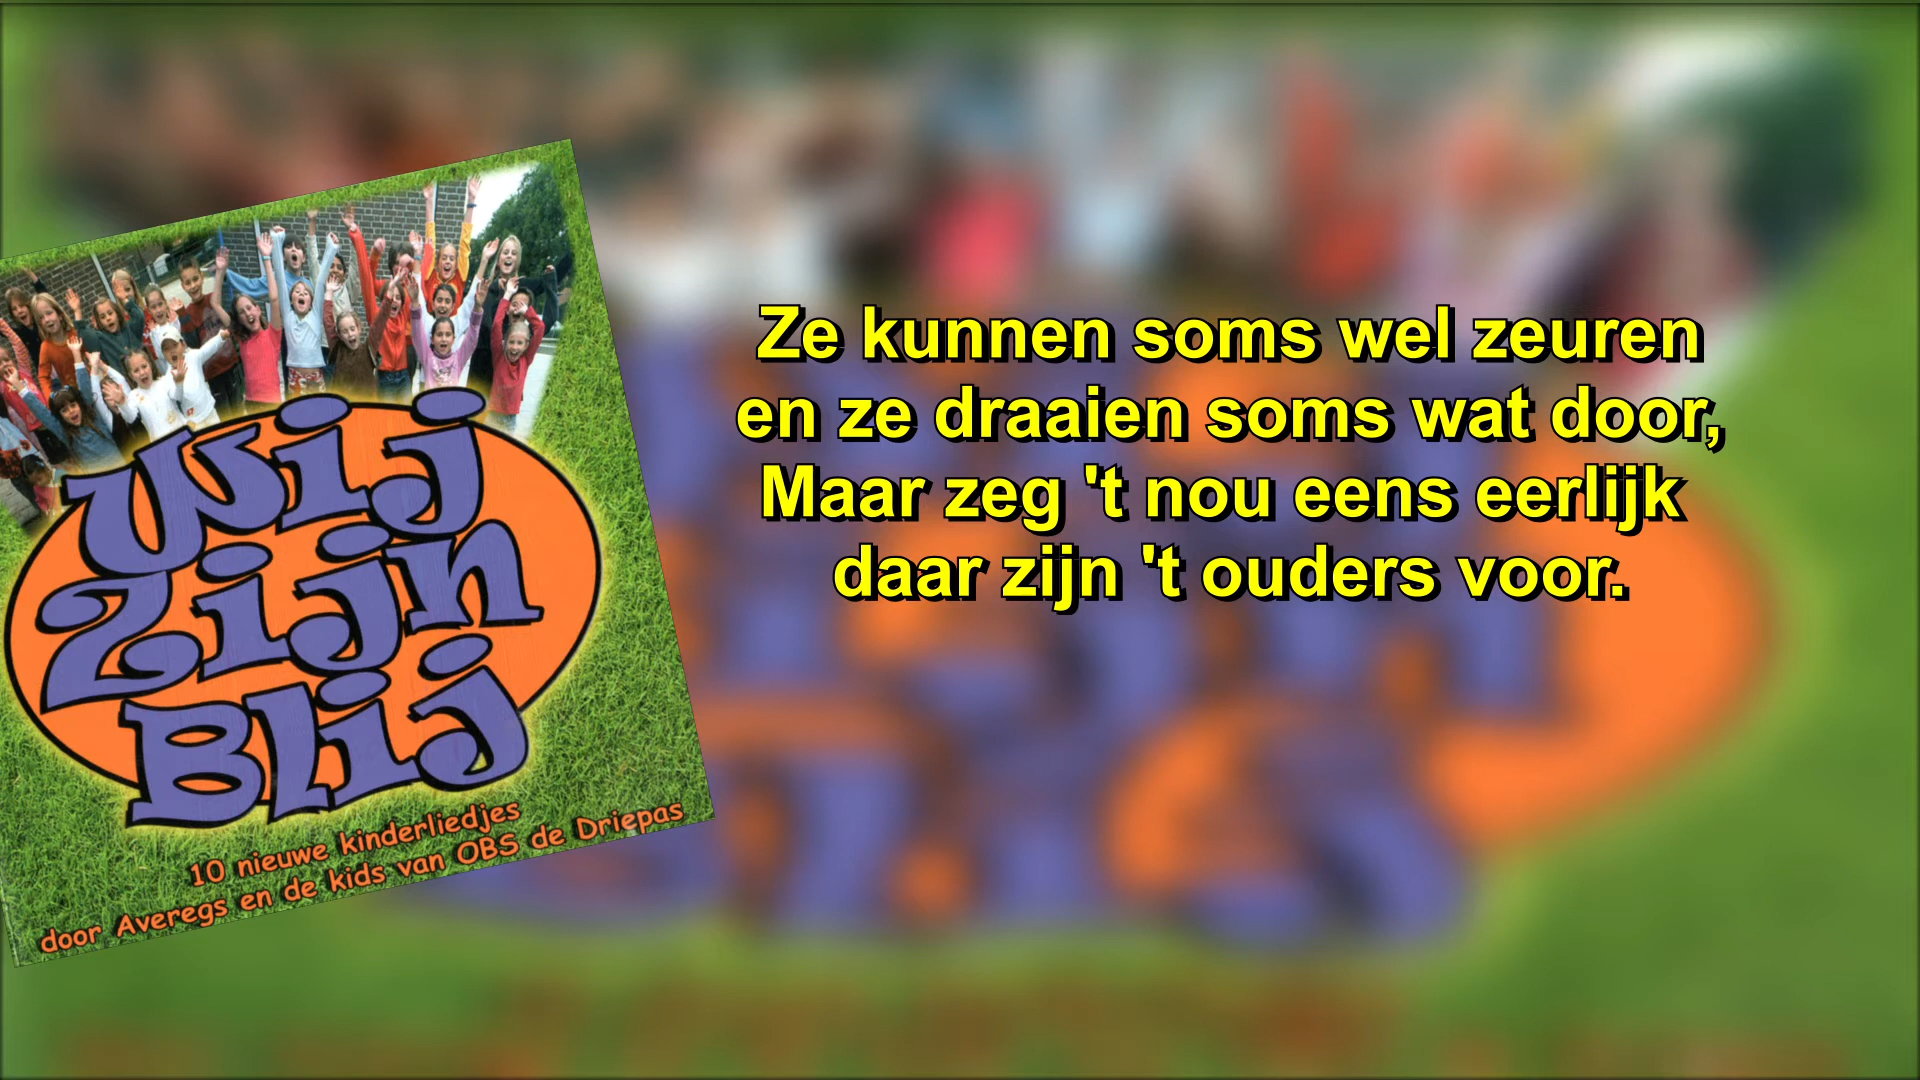 Ze kunnen soms wel zeuren
en ze draaien soms wat door,
Maar zeg 't nou eens eerlijk
daar zijn 't ouders voor.
Wij
Zijn
Blij
10 nieuwe kinderliedjes
door Averegs en de kids van OBS de Driepas